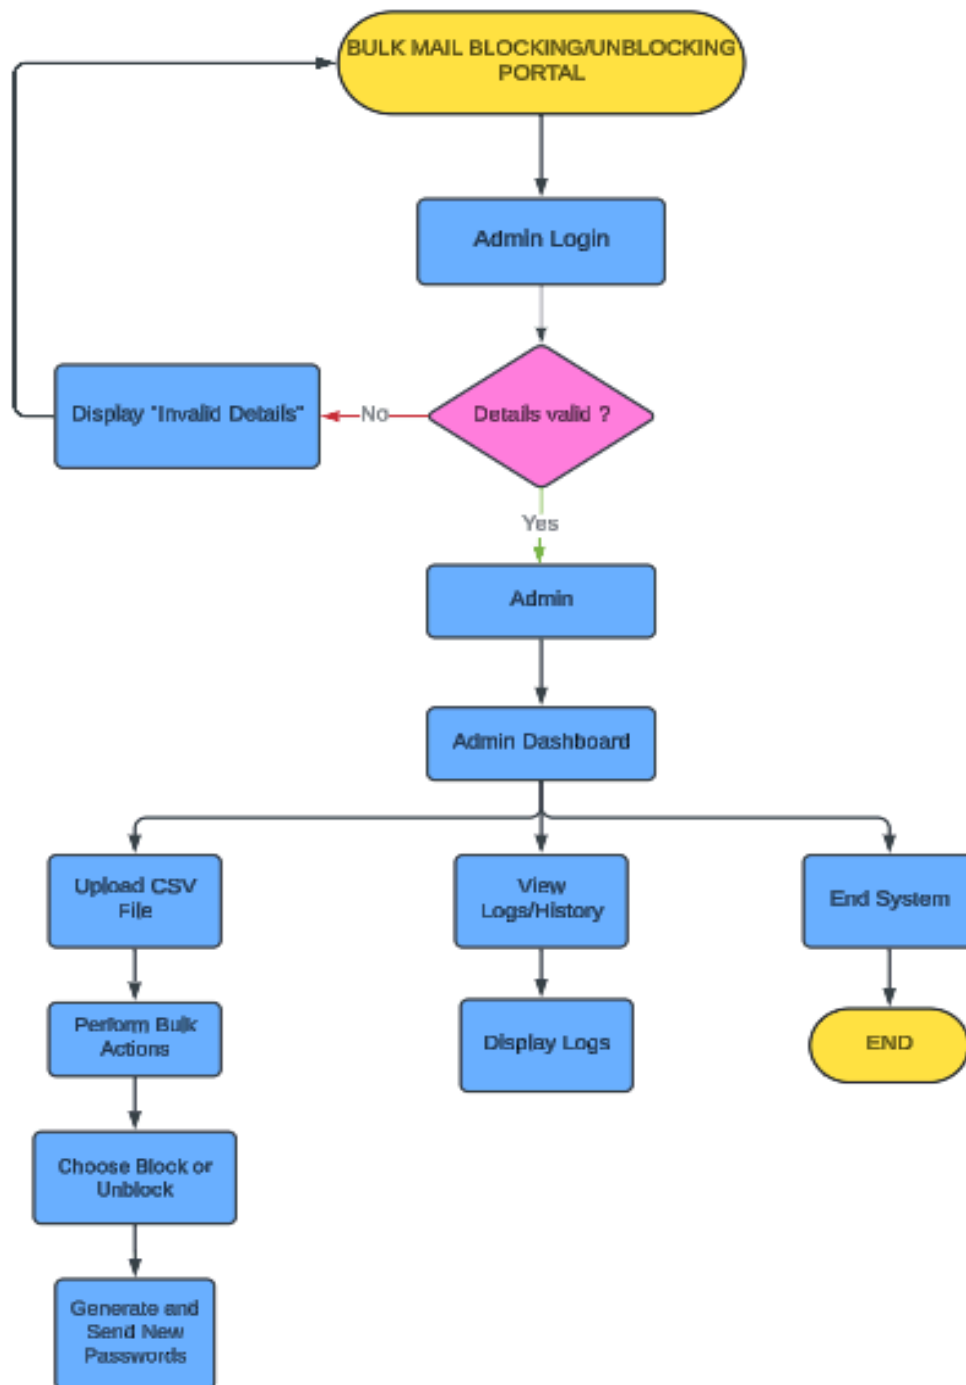 BULK MAIL BLOCKING/UNBLOCKING
PORTAL
Admin Login
Display "Invalid Details"
No
Details valid ?
Yes
Admin
Admin Dashboard
Upload CSV
File
View
Logs/History
End System
Perform Bulk
Actions
Display Logs
END
Choose Block or
Unblock
Generate and
Send New
Passwords